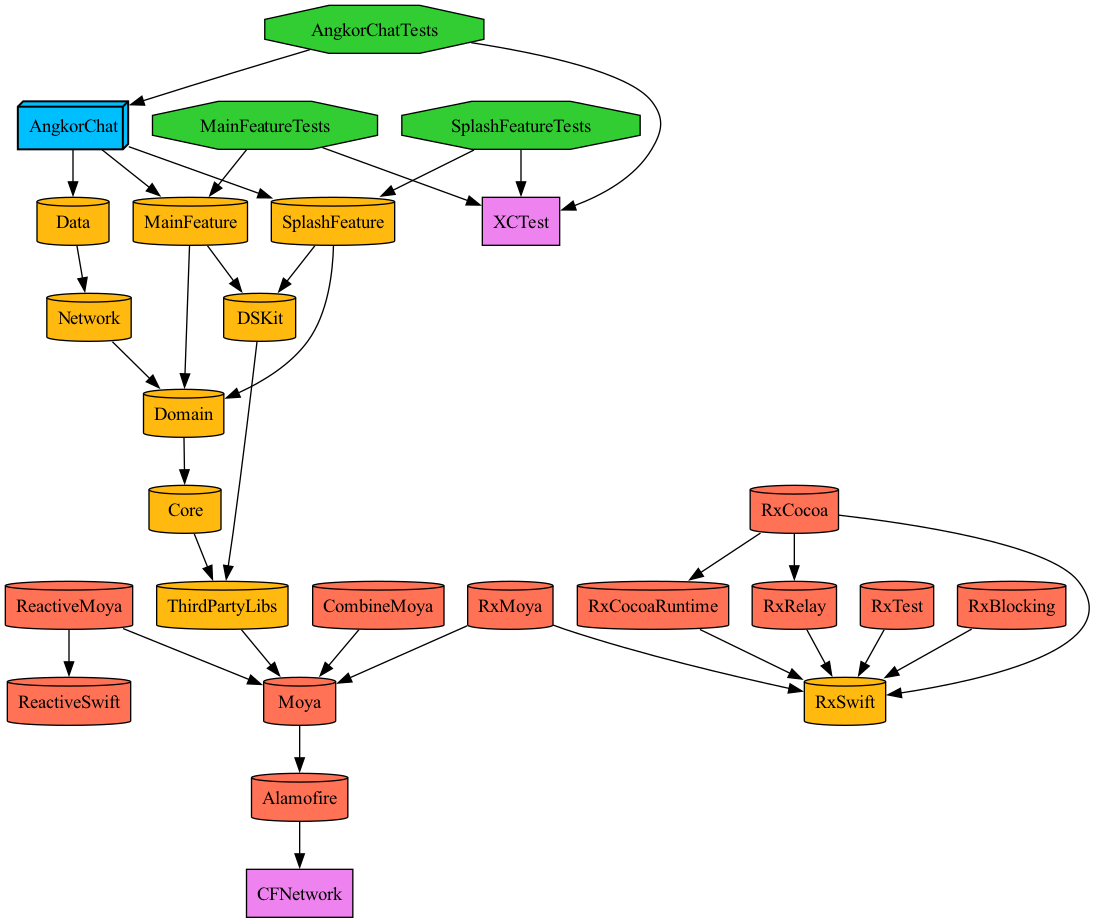 AngkorChatTests
AngkorChat
MainFeatureTests
SplashFeatureTests
Data
MainFeature
SplashFeature
XCTest
Network
DSKit
Domain
Core
RxCocoa
ReactiveMoya
ThirdPartyLibs
CombineMoya
RxMoya
RxCocoaRuntime
RxRelay
RxTest
RxBlocking
ReactiveSwift
Moya
RxSwift
Alamofire
CFNetwork